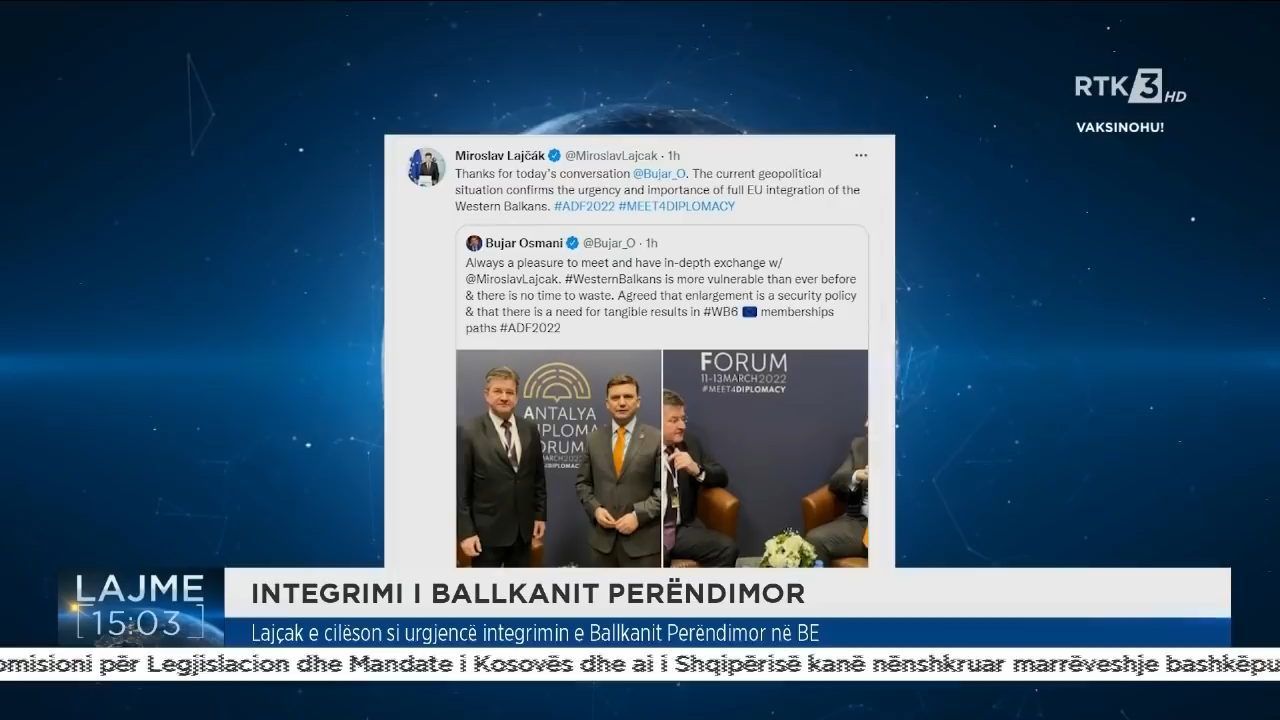 RTK 3 HD
VAKSINOHU!
Miroslav Lajčák @MiroslavLajcak · 1h
Thanks for today's conversation @Bujar_O. The current geopolitical
situation confirms the urgency and importance of full EU integration of the
Western Balkans. #ADF2022 #MEET4DIPLOMACY
Bujar Osmani @Bujar_O · 1h
Always a pleasure to meet and have in-depth exchange w/
@MiroslavLajcak. #WesternBalkans is more vulnerable than ever before
& there is no time to waste. Agreed that enlargement is a security policy
& that there is a need for tangible results in #WB6 🇪🇺 memberships
paths #ADF2022
ANTALYA
FORUM
11-13 MARCH 2022
#MEET4DIPLOMACY
LAJME
15:03
INTEGRIMI I BALLKANIT PERËNDIMOR
Lajçak e cilëson si urgjencë integrimin e Ballkanit Perëndimor në BE
omisioni për Legjislacion dhe Mandate i Kosovës dhe ai i Shqipërisë kanë nënshkruar marrëveshje bashkëpu